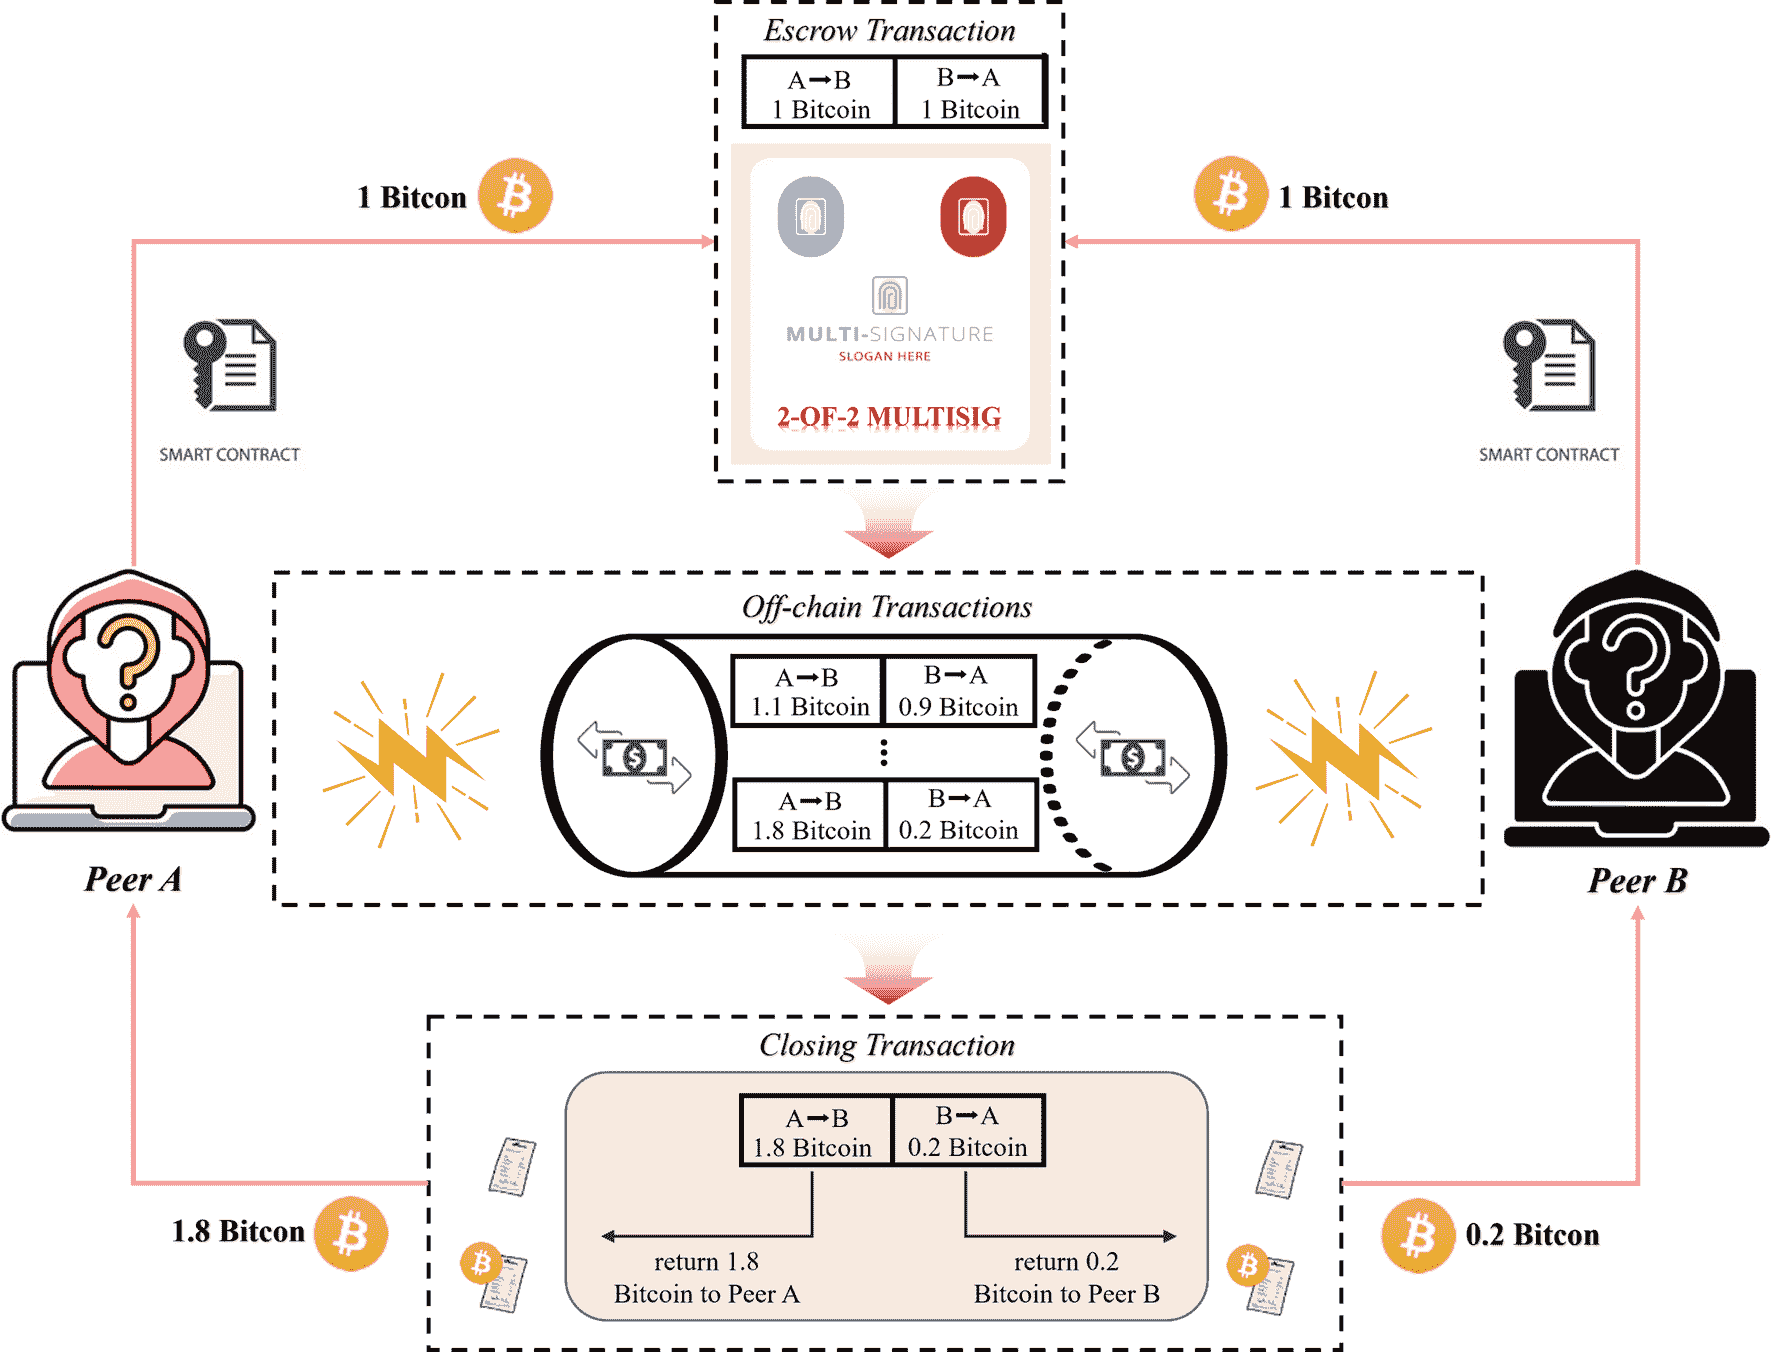 Escrow Transaction
A→B
1 Bitcoin
B→A
1 Bitcoin
1 Bitcon
1 Bitcon
MULTI-SIGNATURE
SLOGAN HERE
2-OF-2 MULTISIG
SMART CONTRACT
SMART CONTRACT
Off-chain Transactions
A→B
1.1 Bitcoin
B→A
0.9 Bitcoin
A→B
1.8 Bitcoin
B→A
0.2 Bitcoin
Peer A
Peer B
Closing Transaction
A→B
1.8 Bitcoin
B→A
0.2 Bitcoin
1.8 Bitcon
return 1.8
Bitcoin to Peer A
return 0.2
Bitcoin to Peer B
0.2 Bitcon